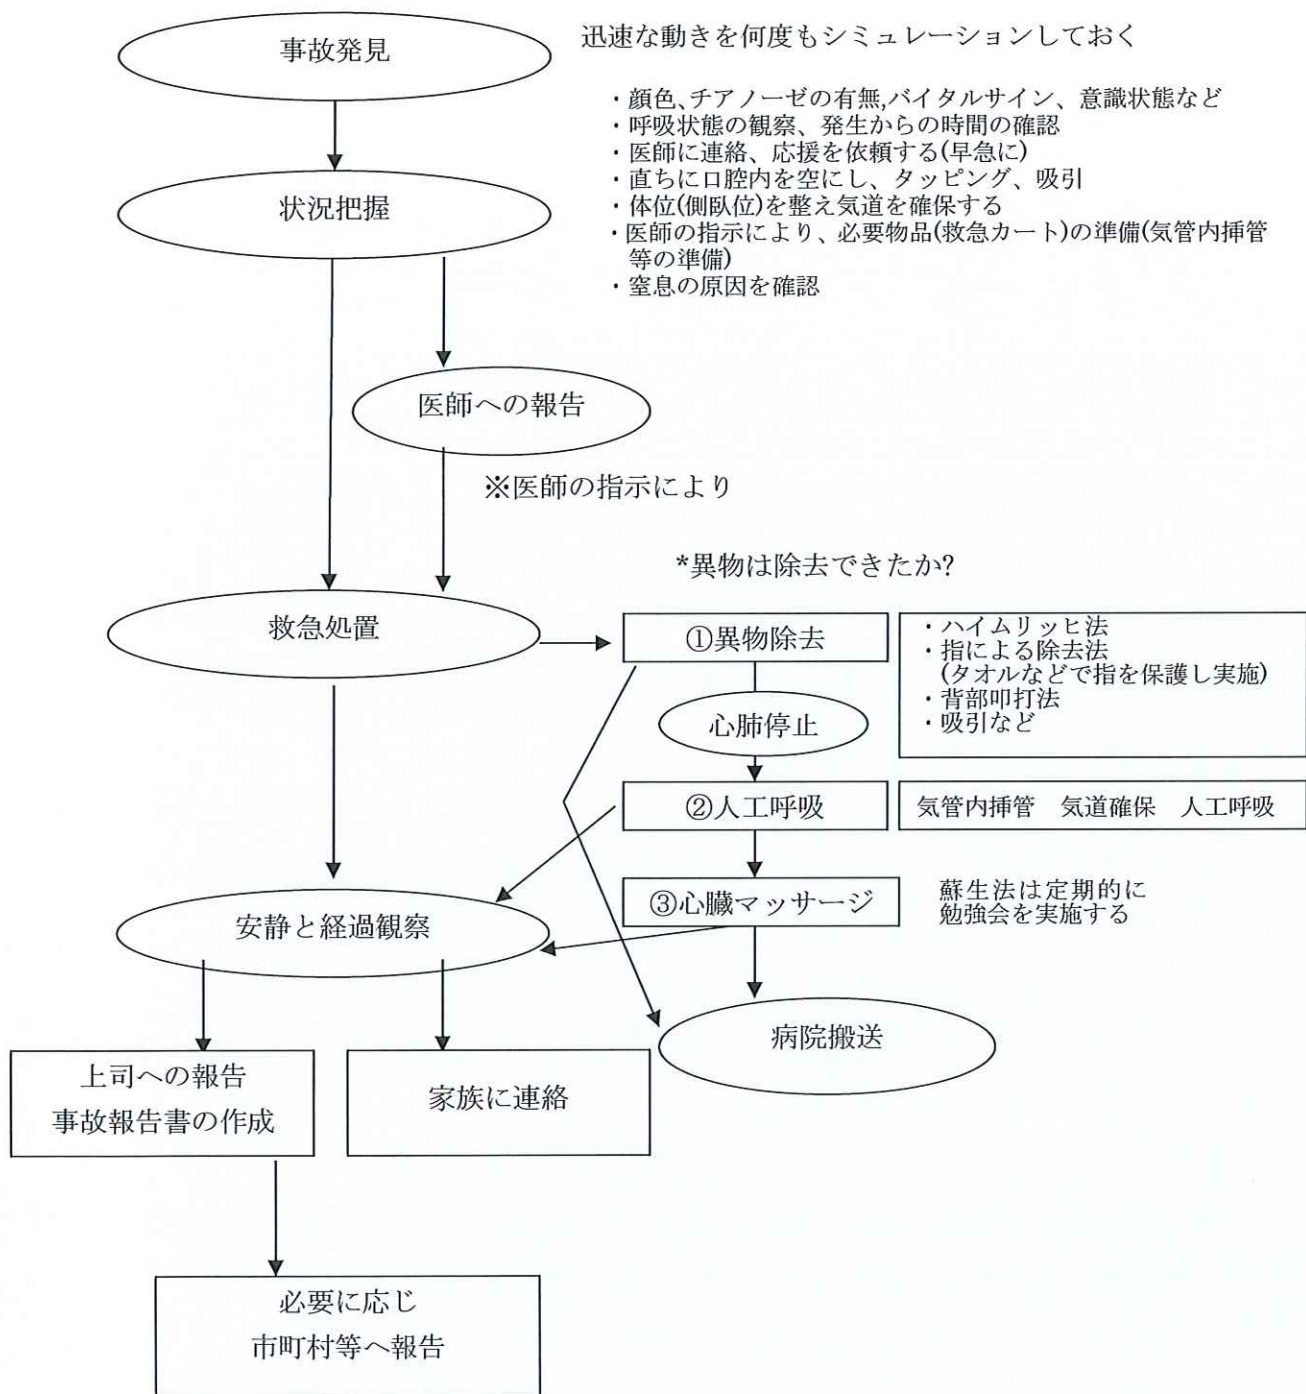 事故発見
迅速な動きを何度もシミュレーションしておく
・顔色、チアノーゼの有無,バイタルサイン、意識状態など
・呼吸状態の観察、発生からの時間の確認
・医師に連絡、応援を依頼する(早急に)
・直ちに口腔内を空にし、タッピング、吸引
・体位(側臥位)を整え気道を確保する
・医師の指示により、必要物品(救急カート)の準備(気管内挿管
等の準備)
・窒息の原因を確認
状況把握
医師への報告
※医師の指示により
*異物は除去できたか?
救急処置
①異物除去
・ハイムリッヒ法
・指による除去法
(タオルなどで指を保護し実施)
・背部叩打法
・吸引など
心肺停止
②人工呼吸
気管内挿管 気道確保 人工呼吸
③心臓マッサージ
蘇生法は定期的に
勉強会を実施する
安静と経過観察
病院搬送
上司への報告
事故報告書の作成
家族に連絡
必要に応じ
市町村等へ報告